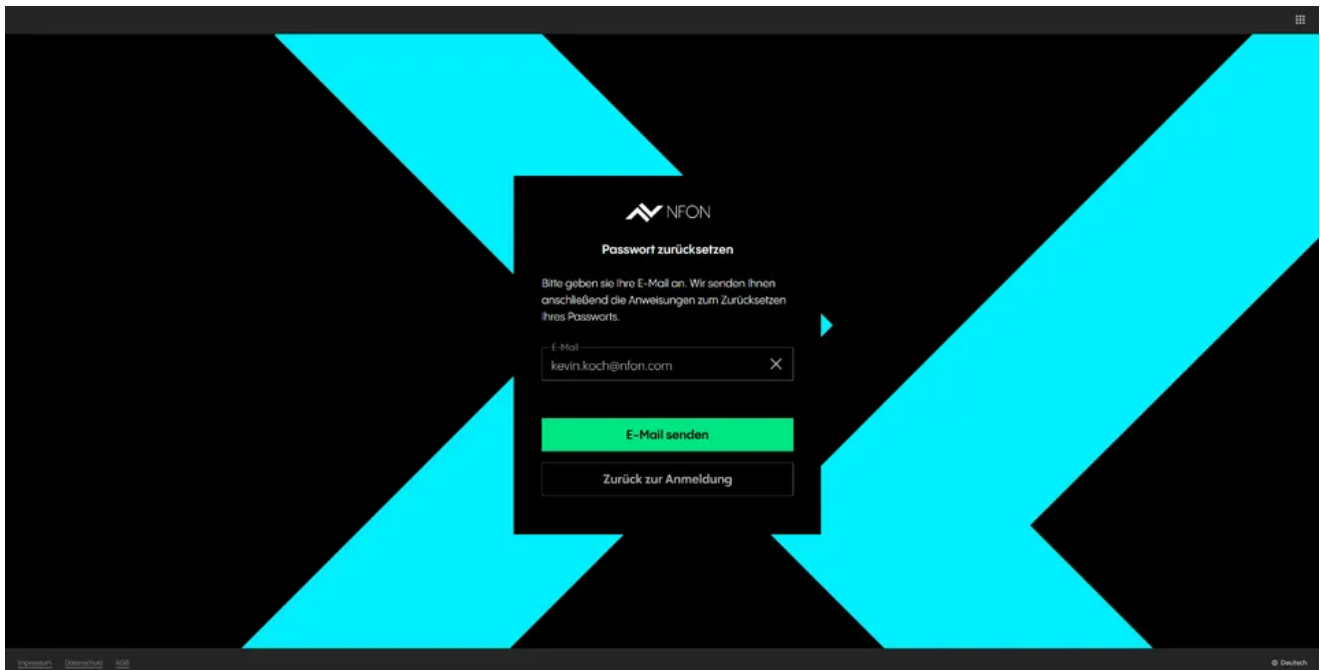 NFON
Passwort zurücksetzen
Bitte geben sie Ihre E-Mail an. Wir senden Ihnen
anschließend die Anweisungen zum Zurücksetzen
Ihres Passworts.
E-Mail
kevin.koch@nfon.com
E-Mail senden
Zurück zur Anmeldung
Impressum Datenschutz AGB
Deutsch